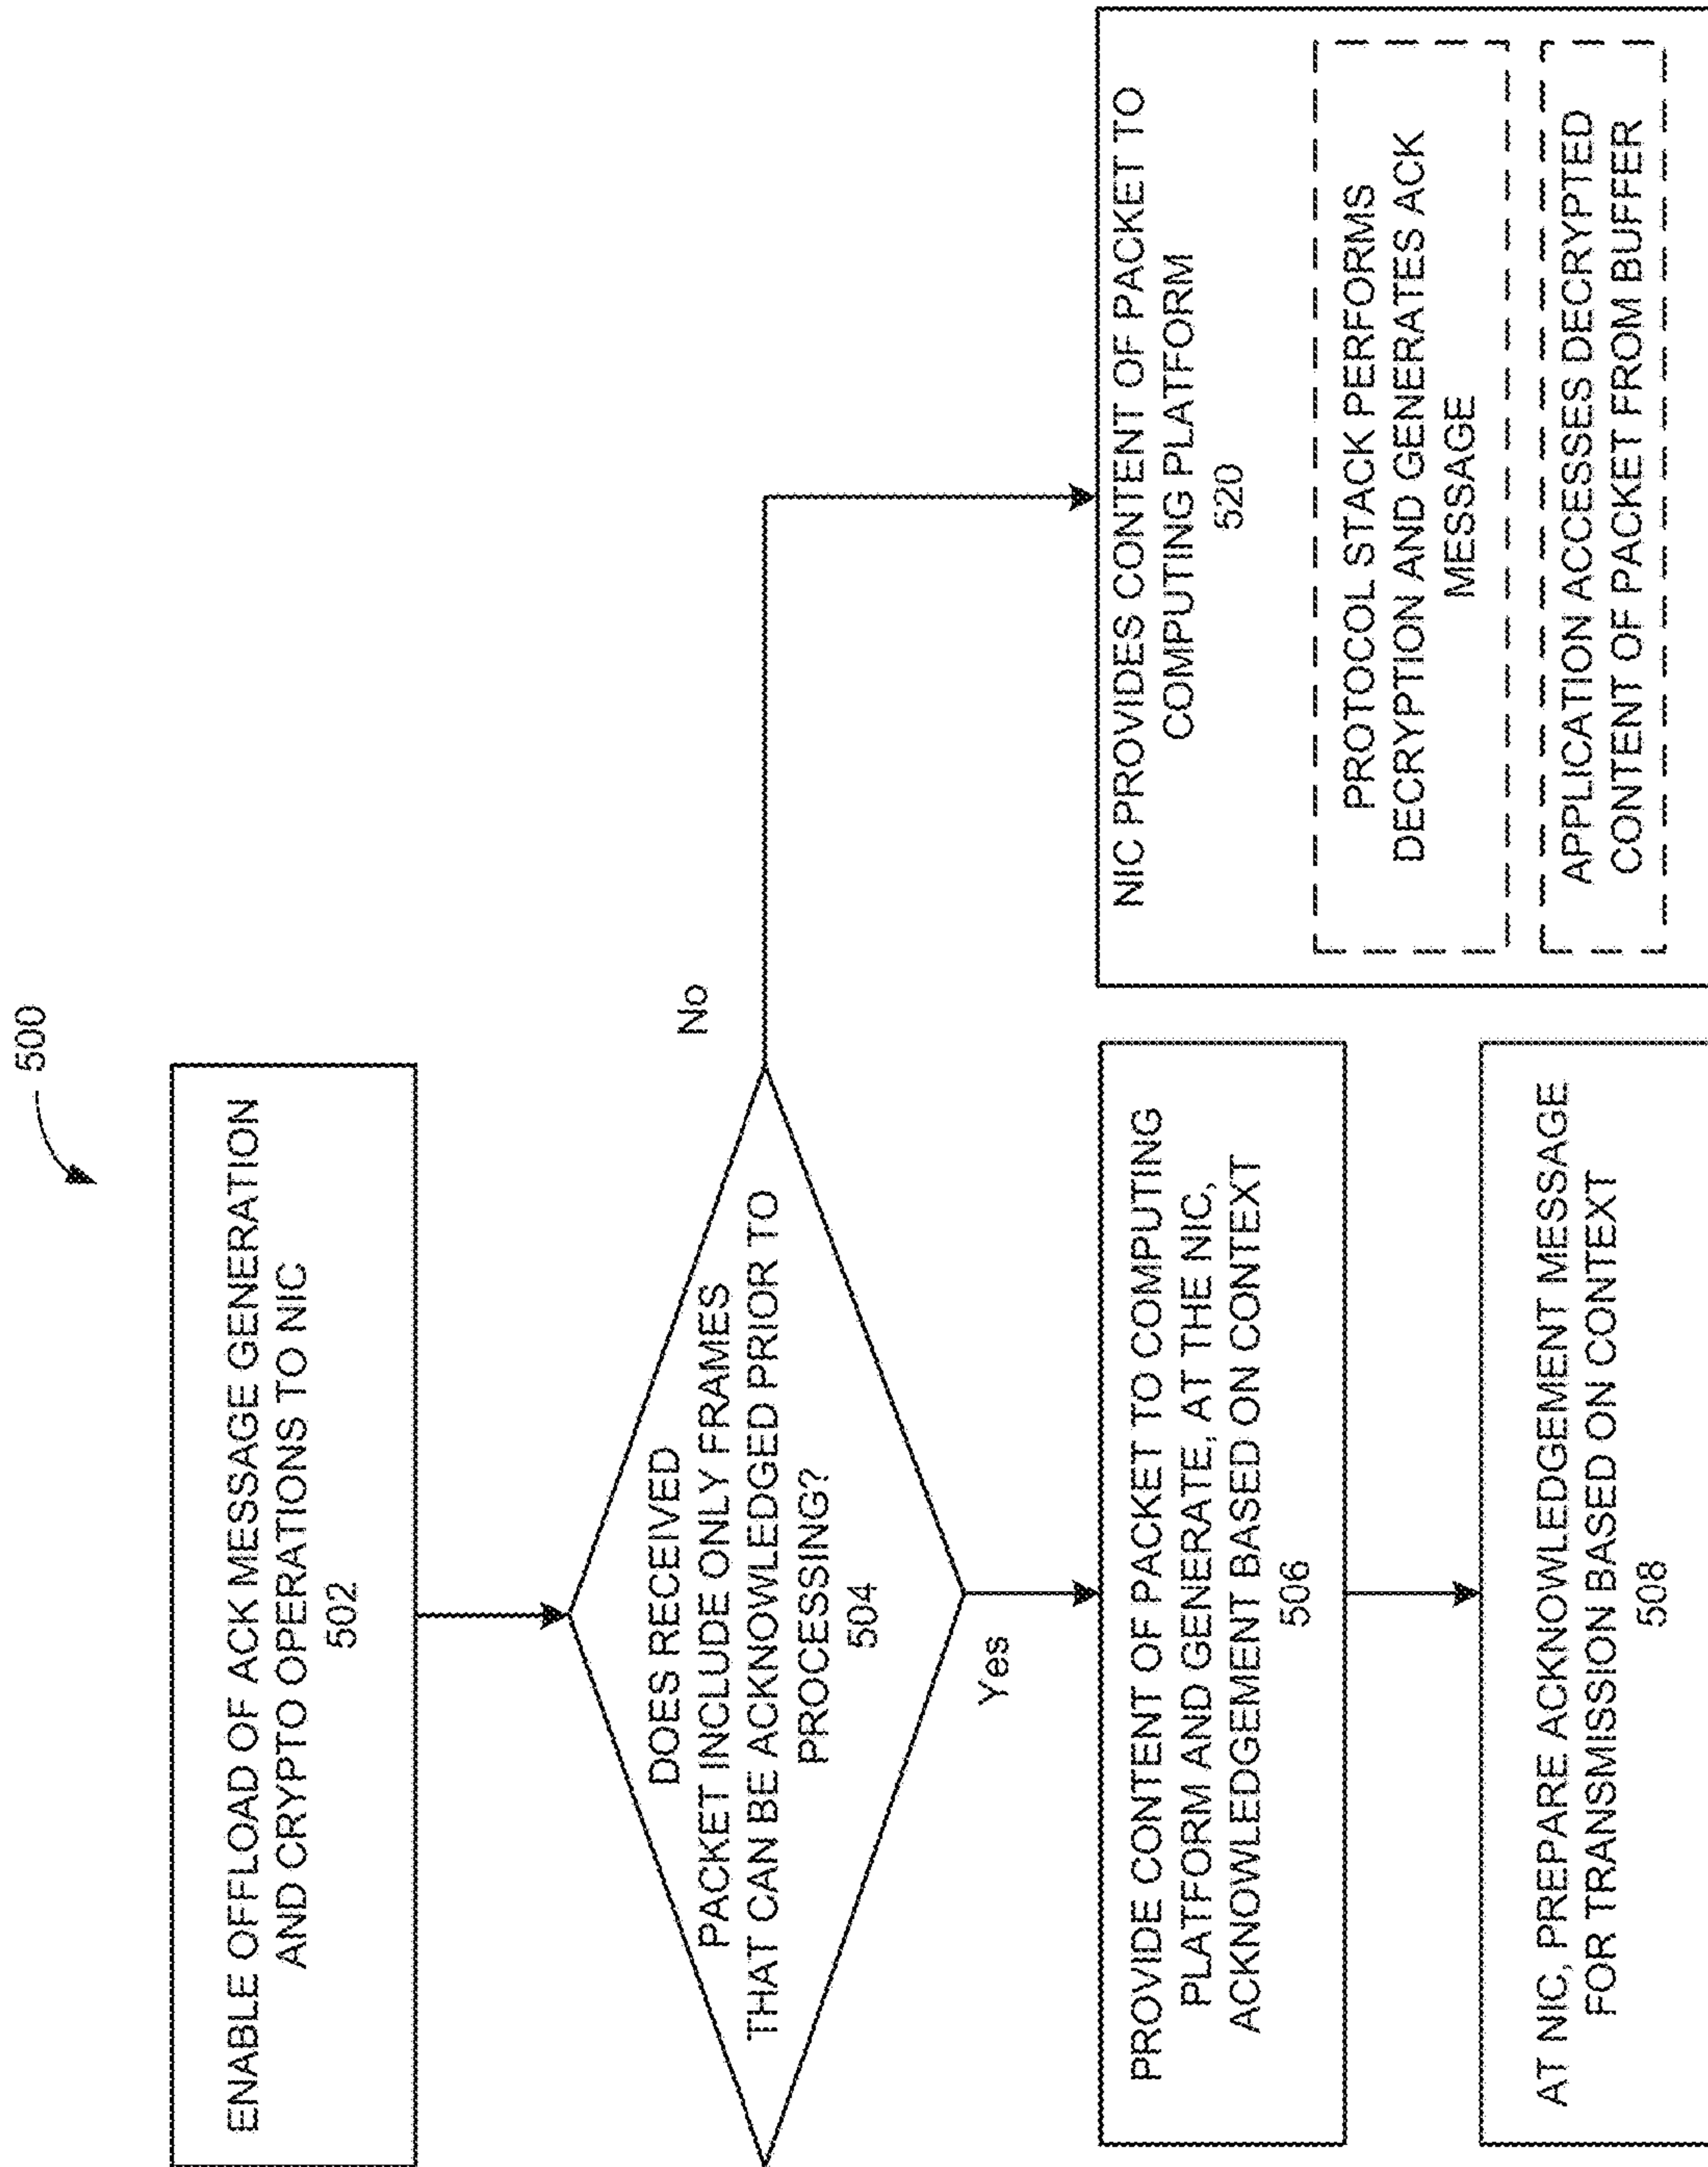 500
ENABLE OFFLOAD OF ACK MESSAGE GENERATION
AND CRYPTO OPERATIONS TO NIC
502
DOES RECEIVED
PACKET INCLUDE ONLY FRAMES
THAT CAN BE ACKNOWLEDGED PRIOR TO
PROCESSING?
504
No
Yes
PROVIDE CONTENT OF PACKET TO COMPUTING
PLATFORM AND GENERATE, AT THE NIC,
ACKNOWLEDGEMENT BASED ON CONTEXT
506
AT NIC, PREPARE ACKNOWLEDGEMENT MESSAGE
FOR TRANSMISSION BASED ON CONTEXT
508
NIC PROVIDES CONTENT OF PACKET TO
COMPUTING PLATFORM
520
PROTOCOL STACK PERFORMS
DECRYPTION AND GENERATES ACK
MESSAGE
APPLICATION ACCESSES DECRYPTED
CONTENT OF PACKET FROM BUFFER